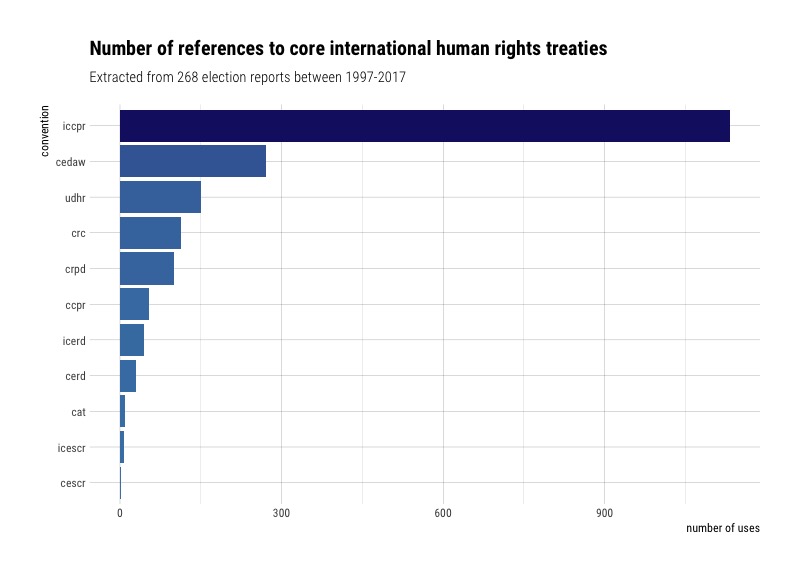 Number of references to core international human rights treaties
Extracted from 268 election reports between 1997-2017
convention
iccpr
cedaw
udhr
crc
crpd
ccpr
icerd
cerd
cat
icescr
cescr
0 300 600 900
number of uses